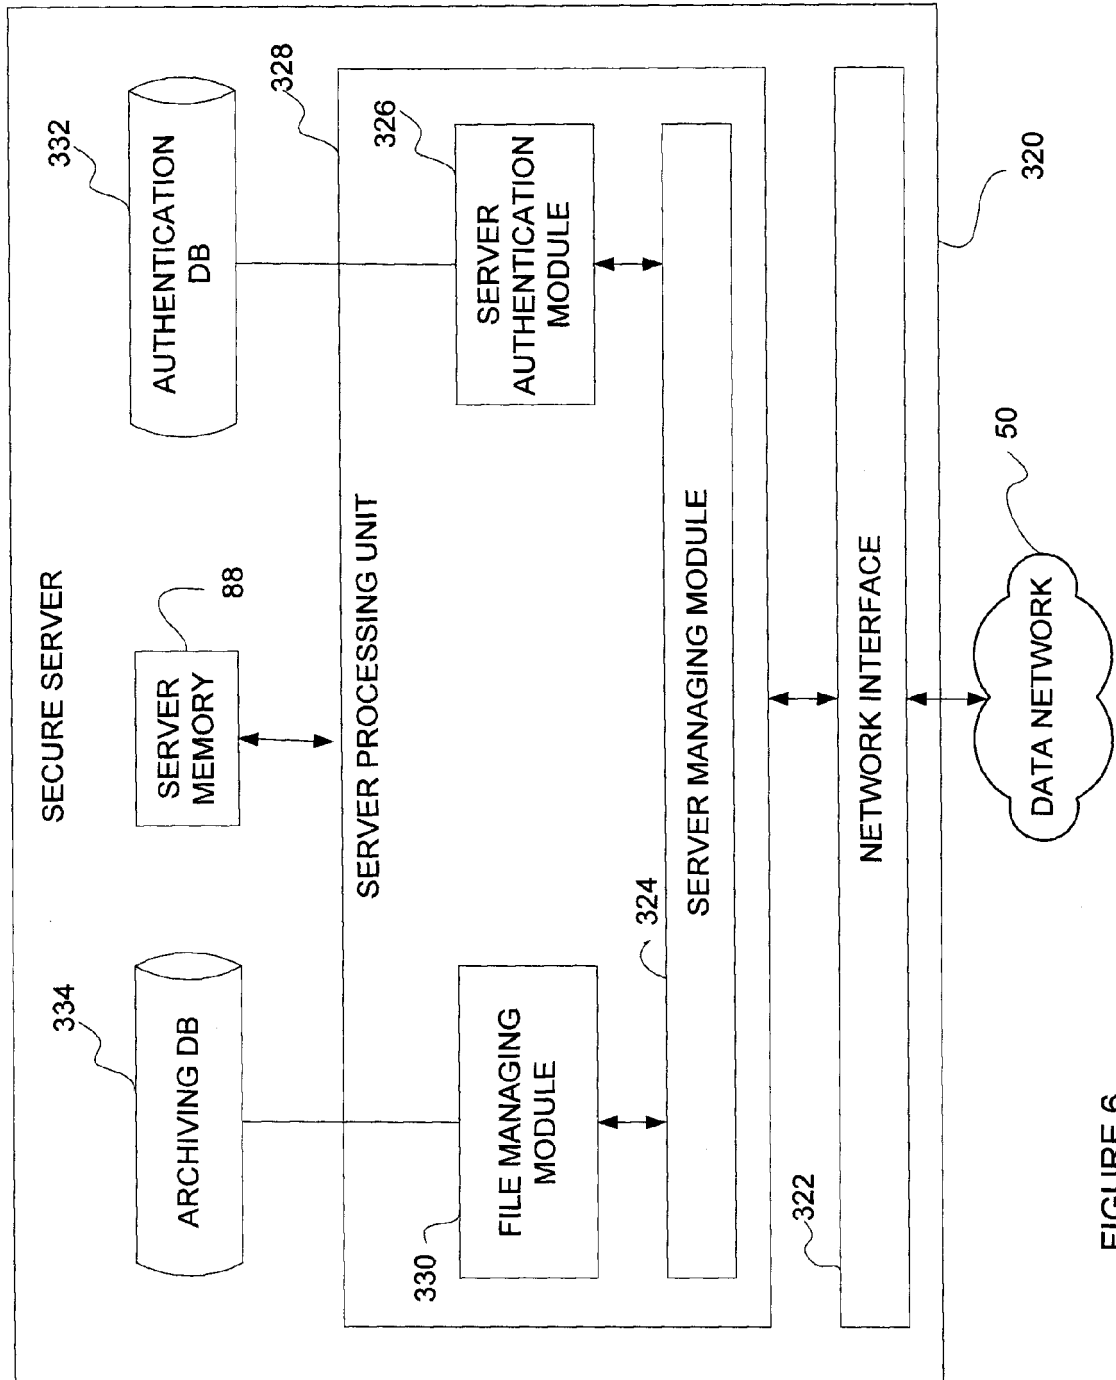 SECURE SERVER
334
ARCHIVING DB
SERVER
MEMORY
88
332
AUTHENTICATION
DB
328
SERVER PROCESSING UNIT
330
FILE MANAGING
MODULE
326
SERVER
AUTHENTICATION
MODULE
324
SERVER MANAGING MODULE
322
NETWORK INTERFACE
320
DATA NETWORK
50
FIGURE 6